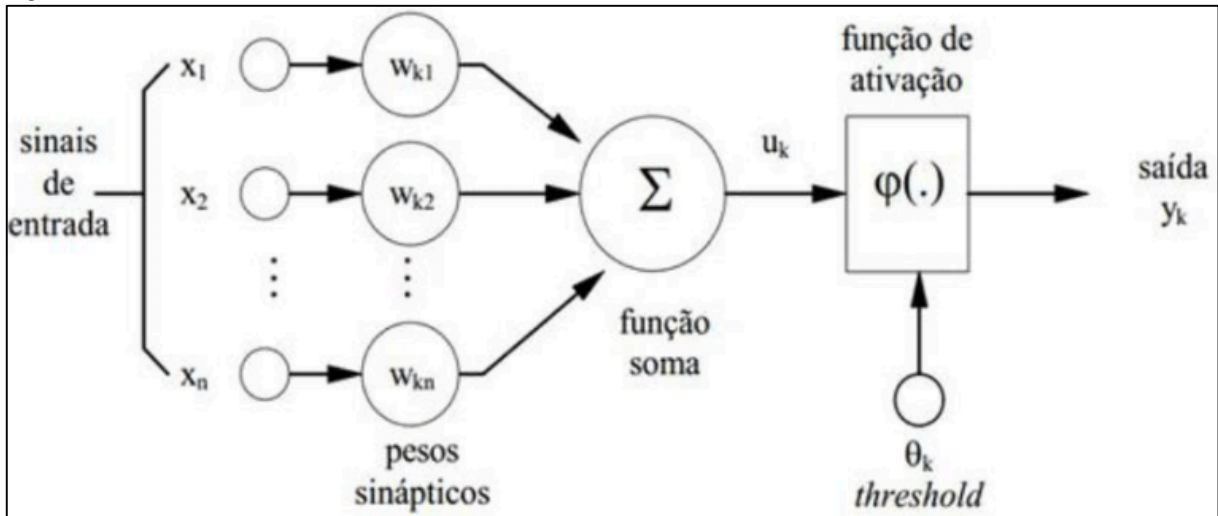 sinais
de
entrada
x₁
x₂
⋮
xₙ
wₖ₁
wₖ₂
⋮
wₖₙ
pesos
sinápticos
Σ
função
soma
uₖ
função de
ativação
φ(.)
θₖ
threshold
saída
yₖ